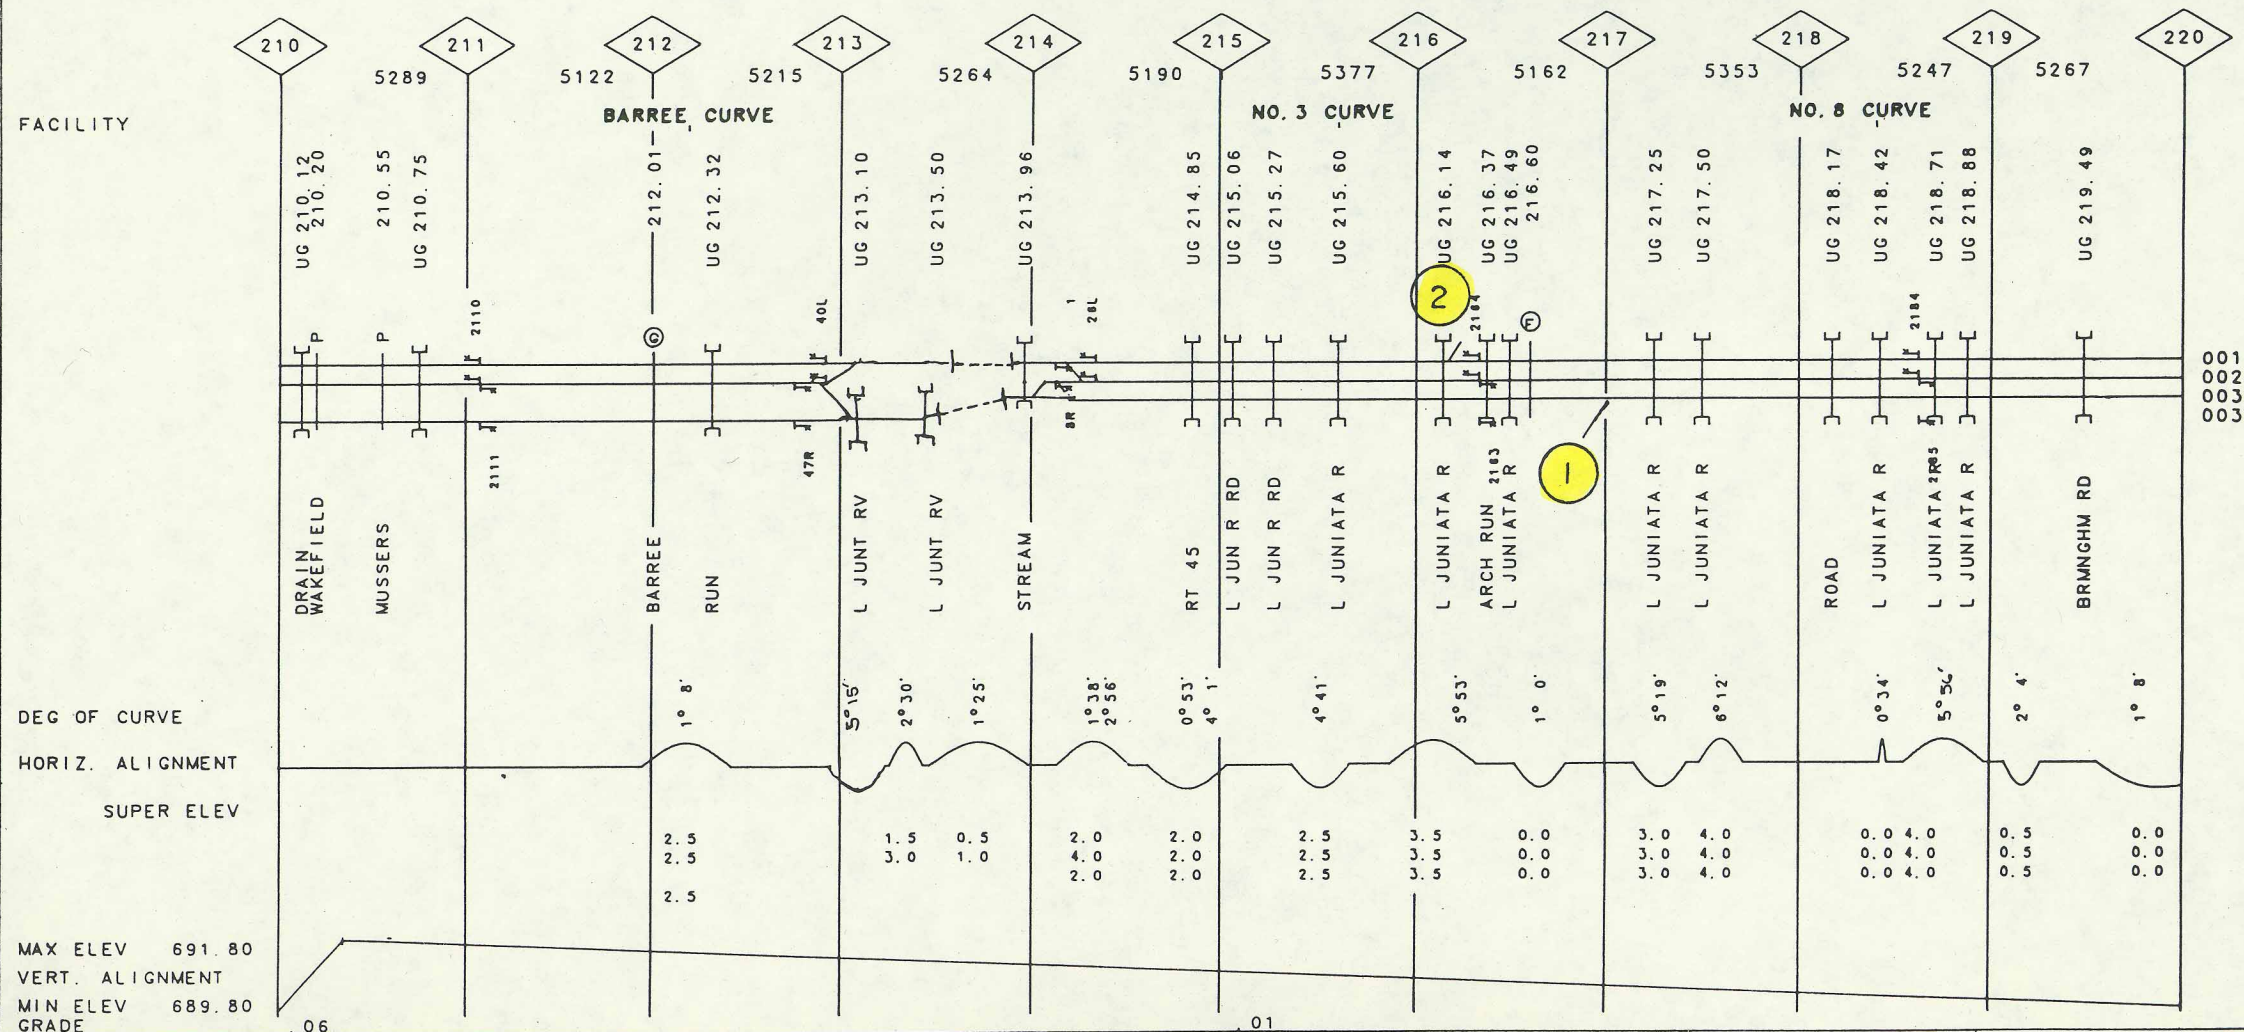 210 211 212 213 214 215 216 217 218 219 220
5289 5122 5215 5264 5190 5377 5162 5353 5247 5267
BARREE CURVE NO. 3 CURVE NO. 8 CURVE
FACILITY
UG 210.12
210.20
210.55
UG 210.75
212.01
UG 212.32
UG 213.10
UG 213.50
UG 213.96
UG 214.85
UG 215.06
UG 215.27
UG 215.60
UG 216.14
UG 216.37
UG 216.49
216.60
UG 217.25
UG 217.50
UG 218.17
UG 218.42
UG 218.71
UG 218.88
UG 219.49
2110
40L
1
28L
2
2164
2184
P P G F
001
002
003
003
2111
47R
8R
2163
1
2185
DRAIN
WAKEFIELD
MUSSERS
BARREE
RUN
L JUNT RV
L JUNT RV
STREAM
RT 45
L JUN R RD
L JUN R RD
L JUNIATA R
L JUNIATA R
ARCH RUN
L JUNIATA R
L JUNIATA R
L JUNIATA R
ROAD
L JUNIATA R
L JUNIATA R
L JUNIATA R
BRMNGHM RD
DEG OF CURVE
1° 8'
5°15'
2°30'
1°25'
1°38'
2°56'
0°53'
4° 1'
4°41'
5°53'
1° 0'
5°19'
6°12'
0°34'
5°56'
2° 4'
1° 8'
HORIZ. ALIGNMENT
SUPER ELEV
2.5 1.5 0.5 2.0 2.0 2.5 3.5 0.0 3.0 4.0 0.0 4.0 0.5 0.0
2.5 3.0 1.0 4.0 2.0 2.5 3.5 0.0 3.0 4.0 0.0 4.0 0.5 0.0
2.0 2.0 2.5 3.5 0.0 3.0 4.0 0.0 4.0 0.5 0.0
2.5
MAX ELEV 691.80
VERT. ALIGNMENT
MIN ELEV 689.80
GRADE .06 .01